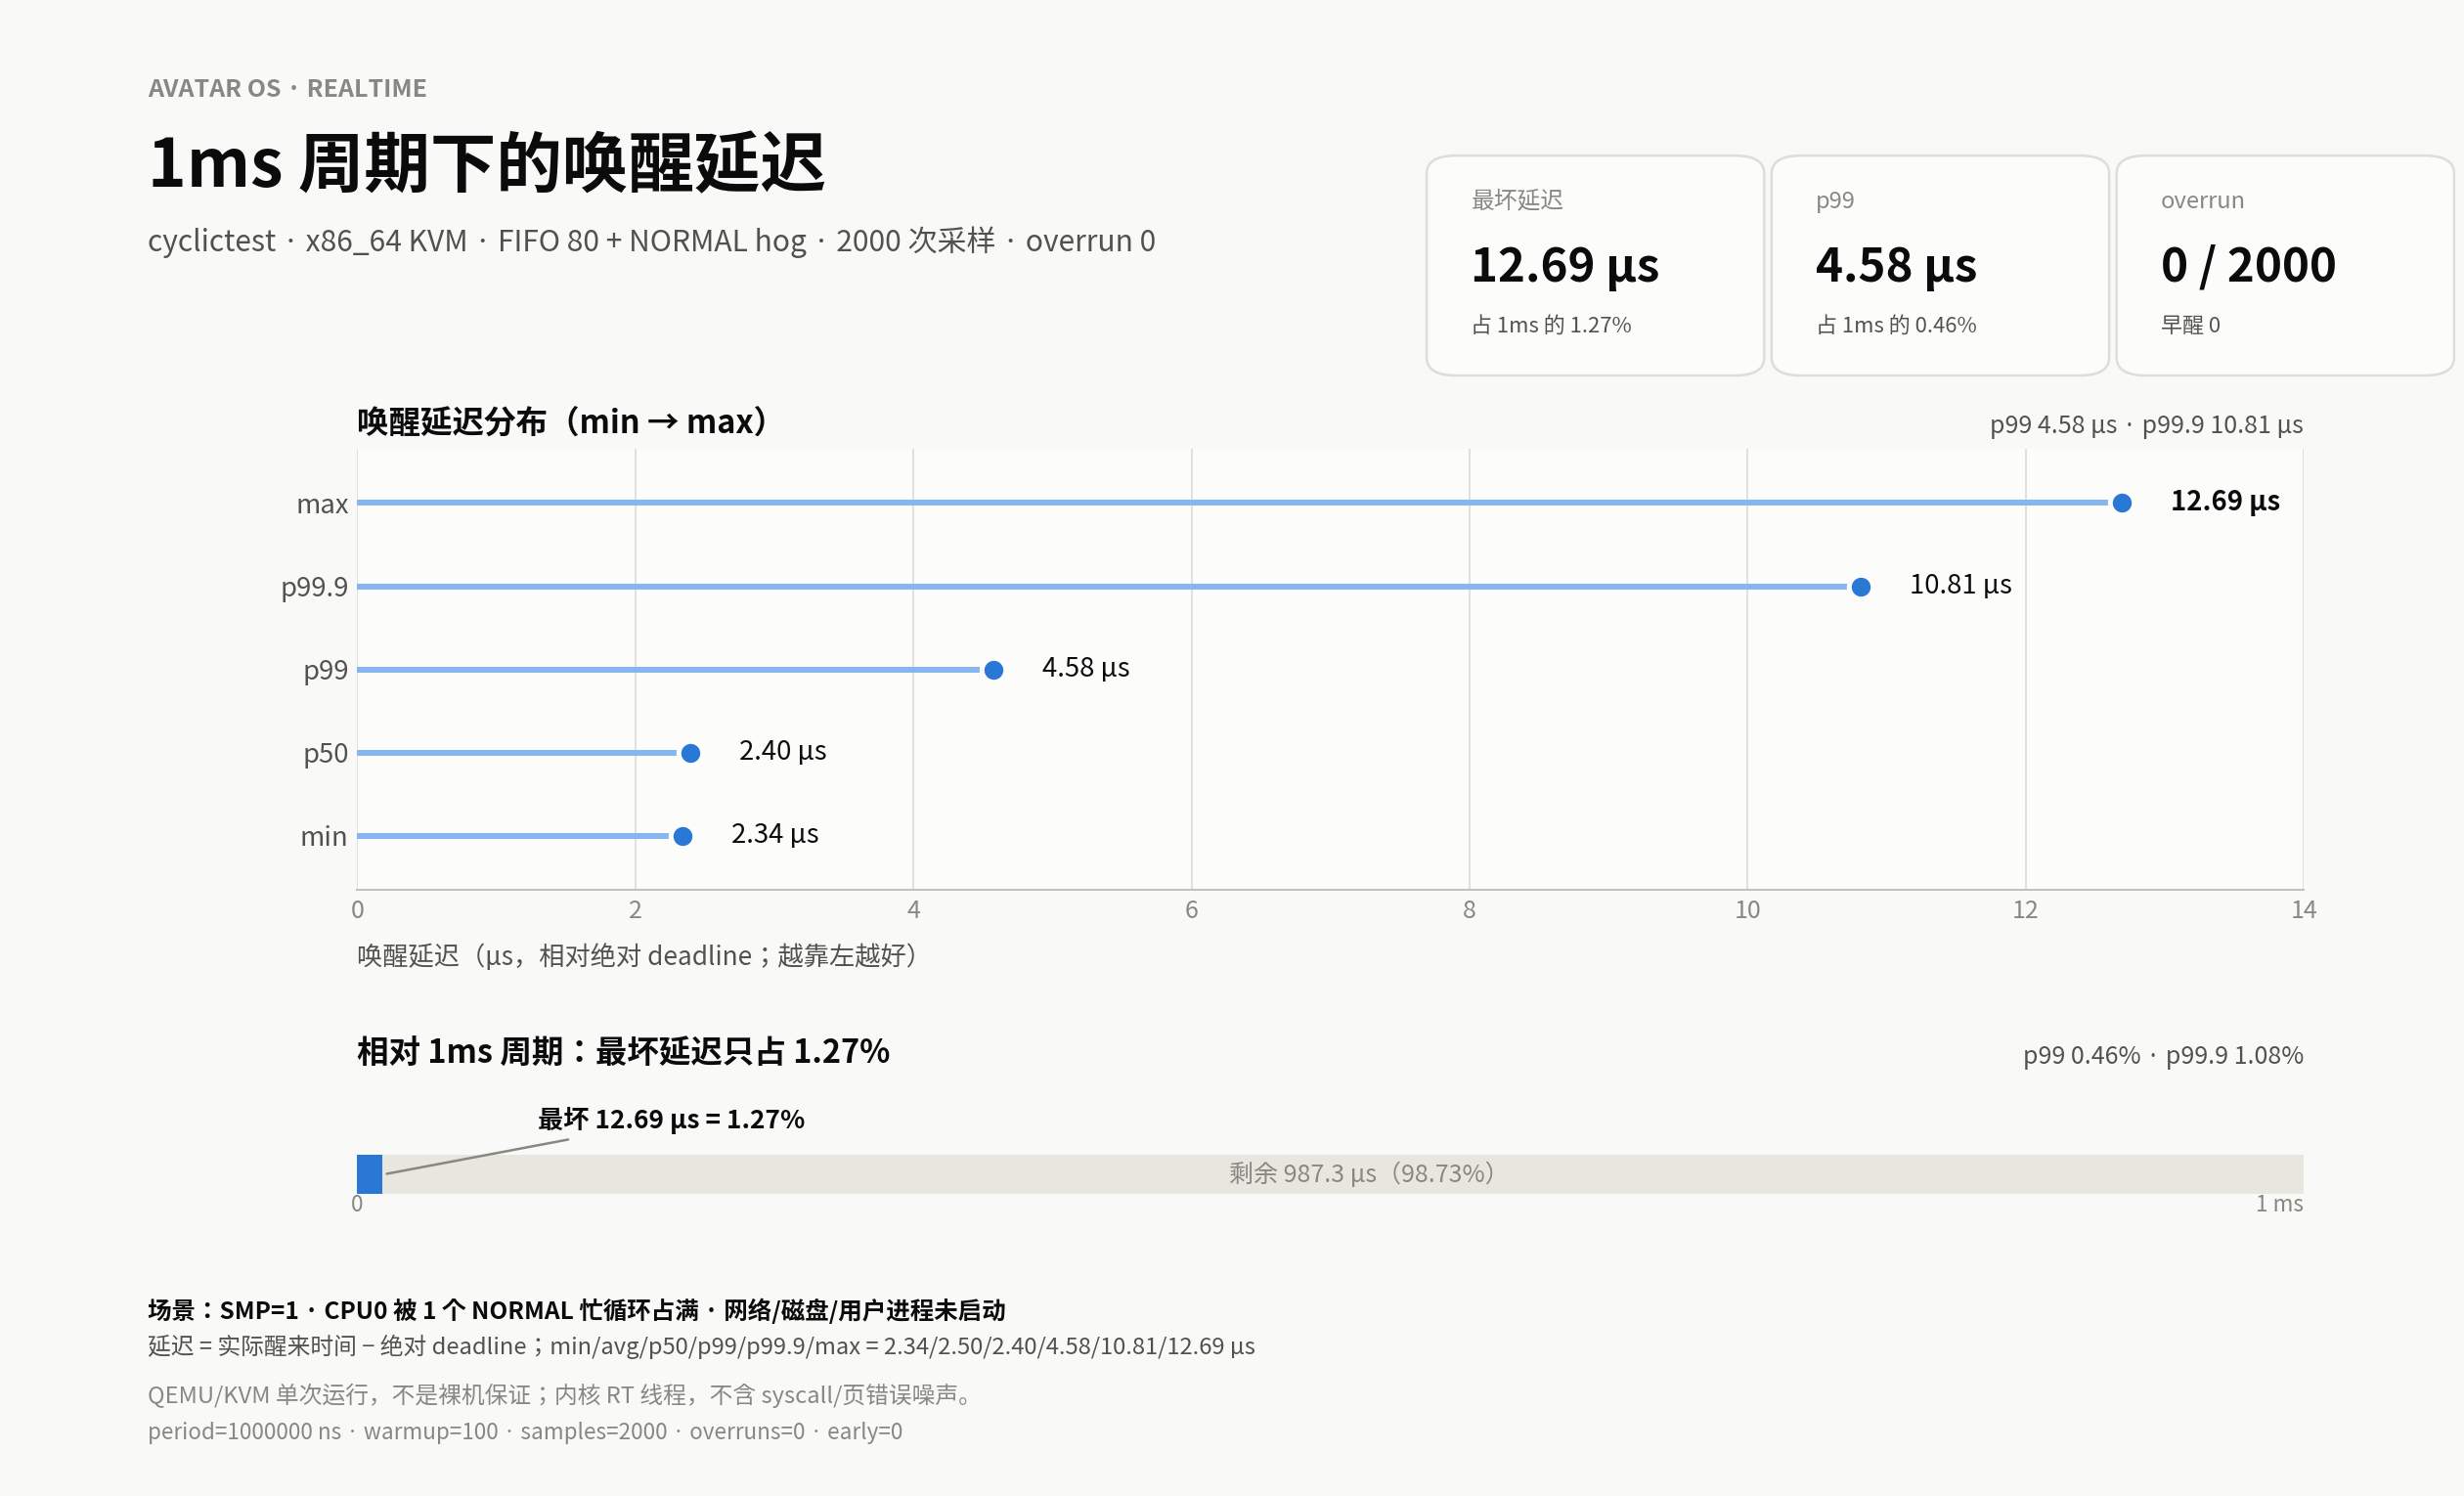 AVATAR OS · REALTIME
1ms 周期下的唤醒延迟
cyclictest · x86_64 KVM · FIFO 80 + NORMAL hog · 2000 次采样 · overrun 0
最坏延迟
12.69 µs
占 1ms 的 1.27%
p99
4.58 µs
占 1ms 的 0.46%
overrun
0 / 2000
早醒 0
唤醒延迟分布（min → max）
p99 4.58 µs · p99.9 10.81 µs
max
12.69 µs
p99.9
10.81 µs
p99
4.58 µs
p50
2.40 µs
min
2.34 µs
0 2 4 6 8 10 12 14
唤醒延迟（µs，相对绝对 deadline；越靠左越好）
相对 1ms 周期：最坏延迟只占 1.27%
p99 0.46% · p99.9 1.08%
最坏 12.69 µs = 1.27%
剩余 987.3 µs（98.73%）
0
1 ms
场景：SMP=1 · CPU0 被 1 个 NORMAL 忙循环占满 · 网络/磁盘/用户进程未启动
延迟 = 实际醒来时间 − 绝对 deadline；min/avg/p50/p99/p99.9/max = 2.34/2.50/2.40/4.58/10.81/12.69 µs
QEMU/KVM 单次运行，不是裸机保证；内核 RT 线程，不含 syscall/页错误噪声。
period=1000000 ns · warmup=100 · samples=2000 · overruns=0 · early=0